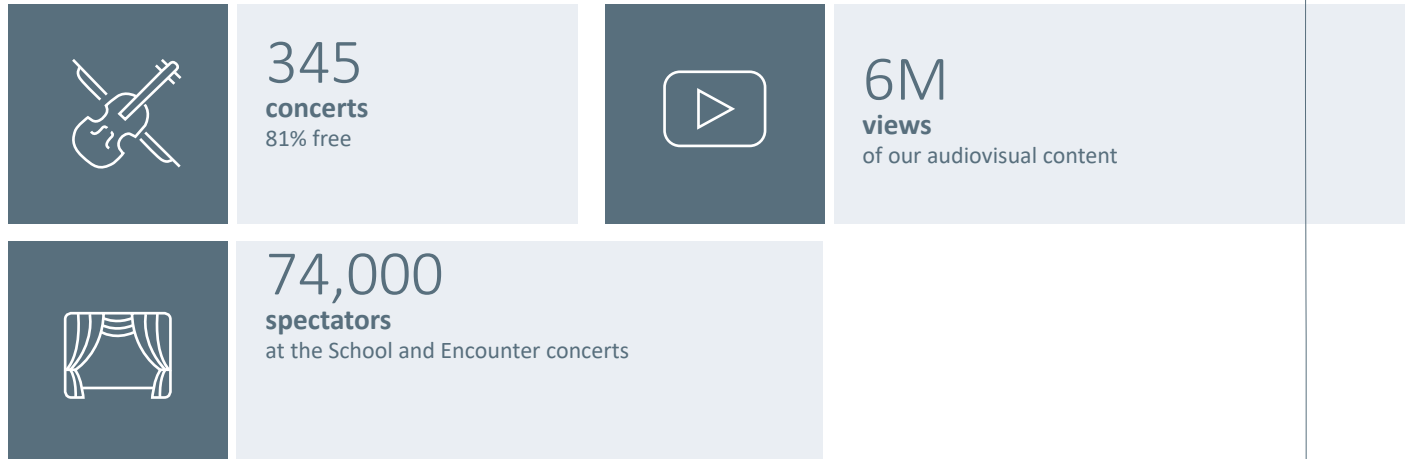 345
concerts
81% free
6M
views
of our audiovisual content
74,000
spectators
at the School and Encounter concerts